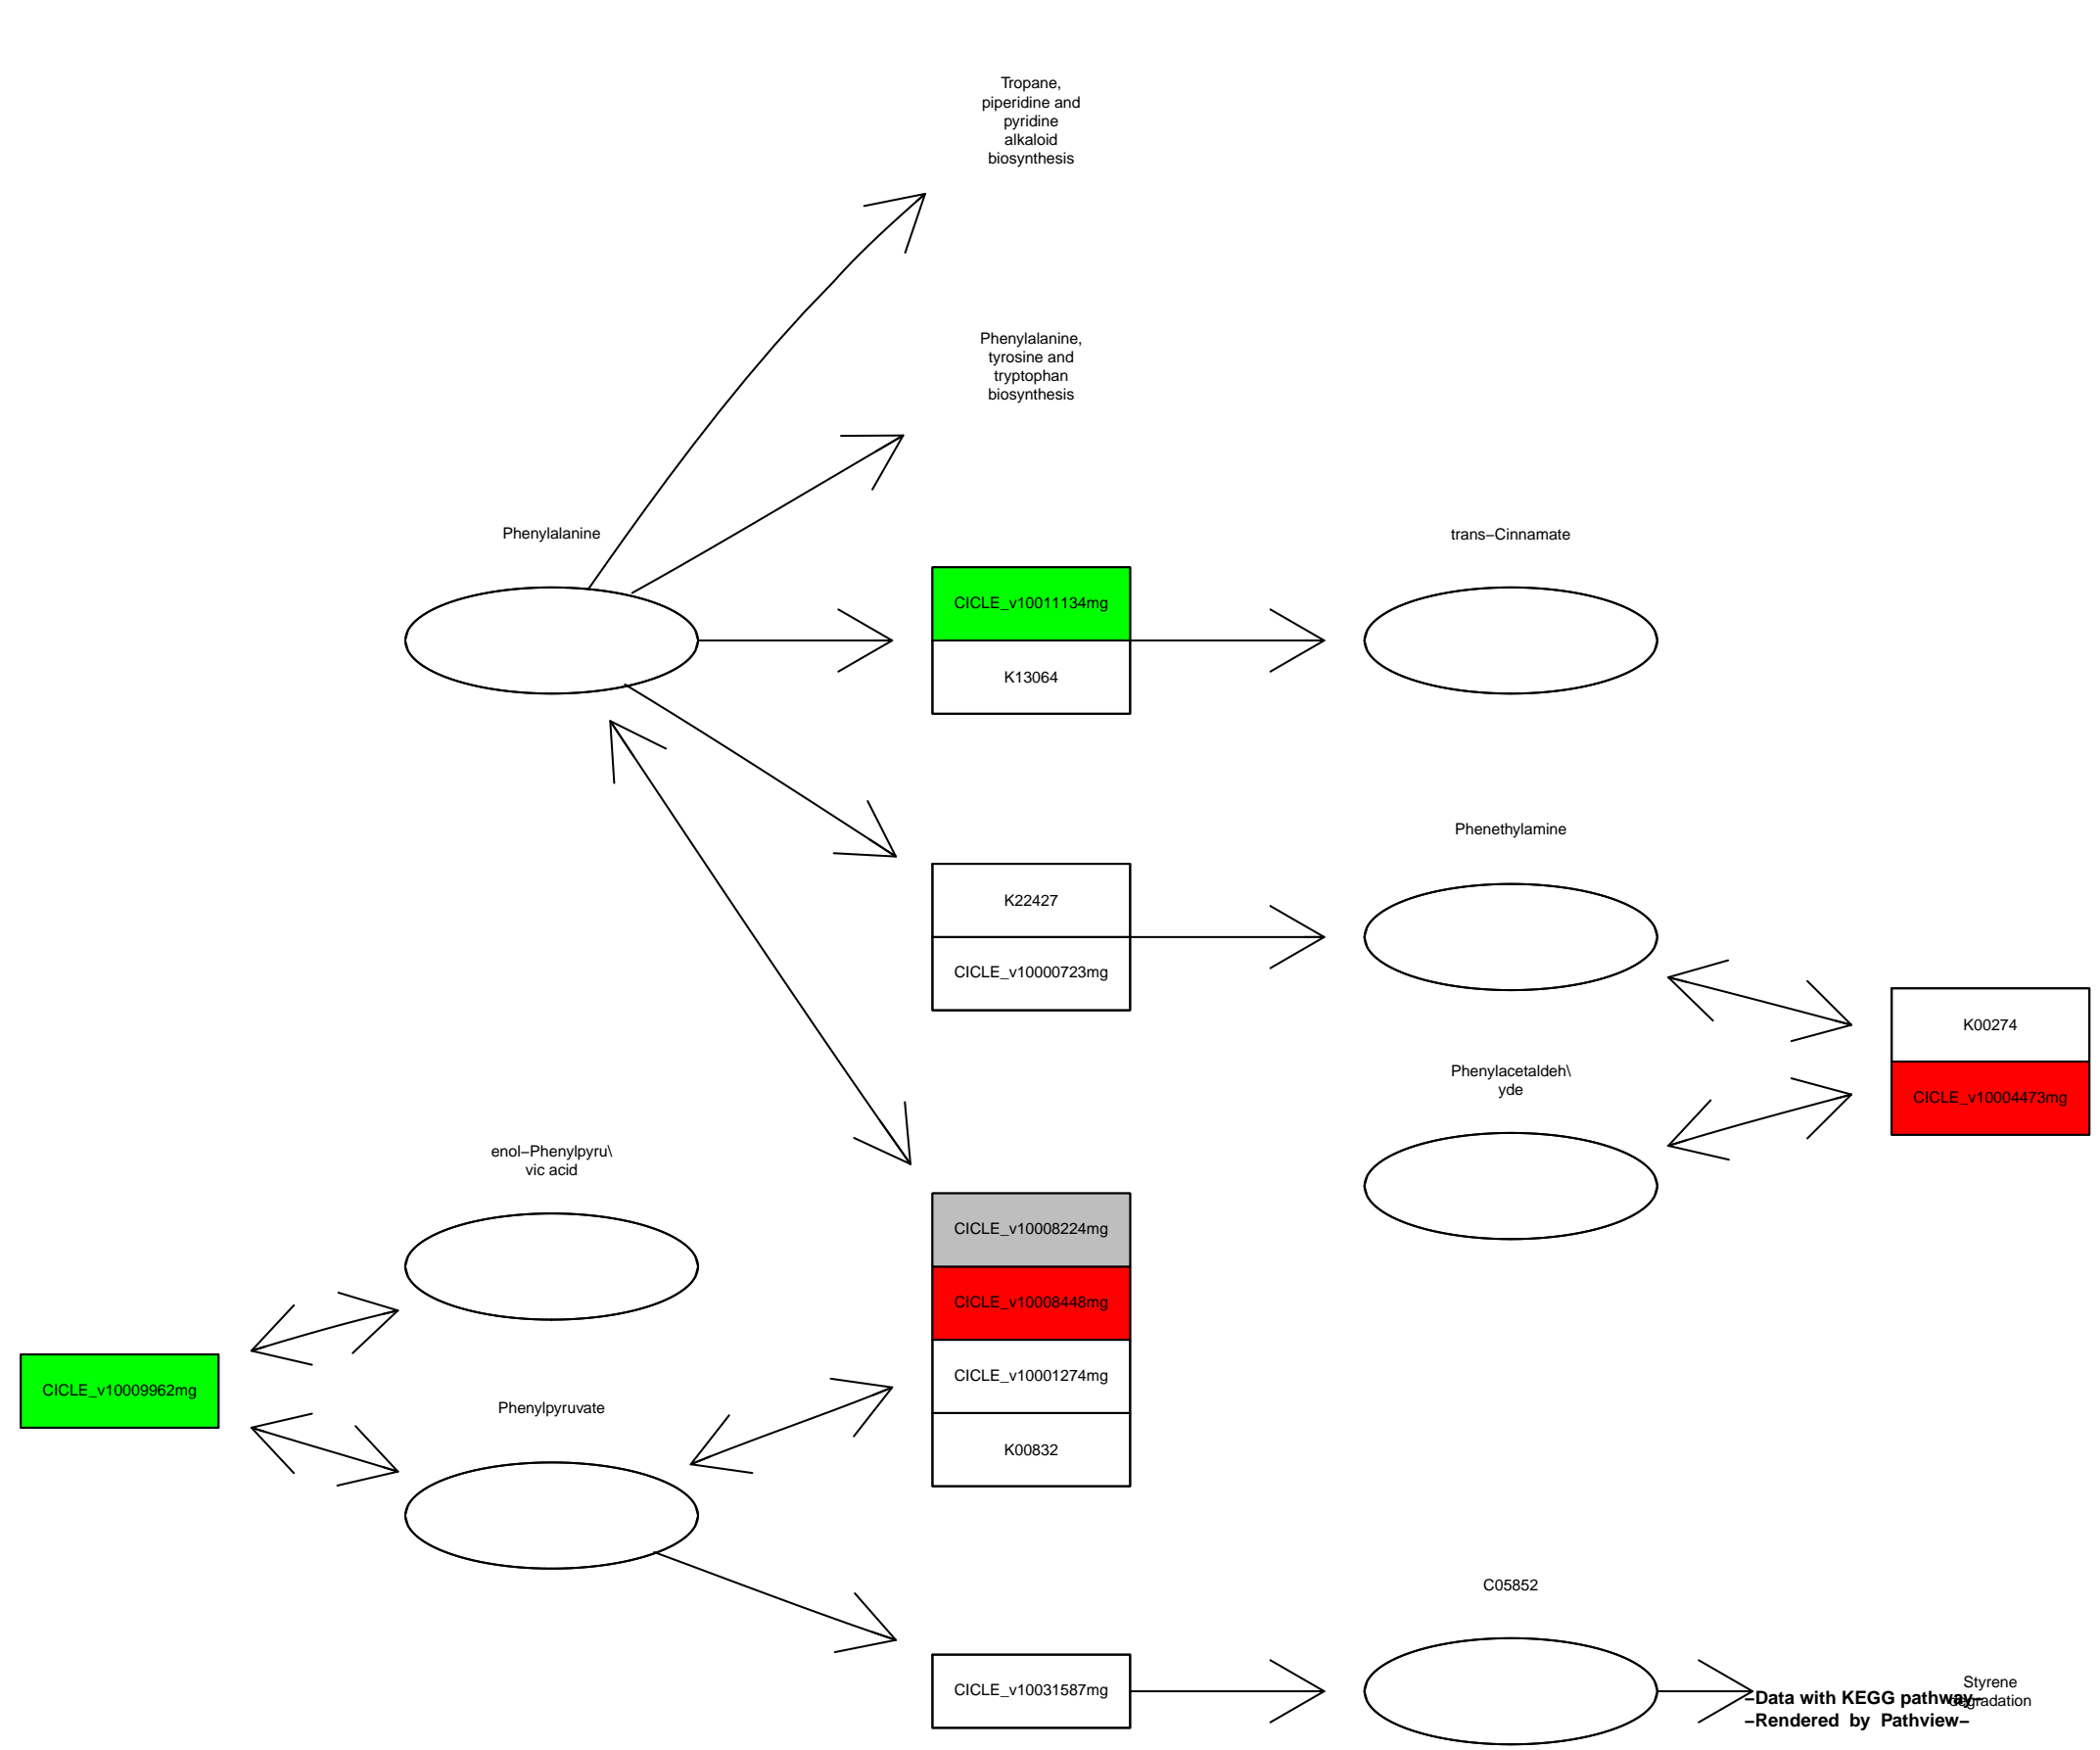 Tropane,
piperidine and
pyridine
alkaloid
biosynthesis
Phenylalanine,
tyrosine and
tryptophan
biosynthesis
Phenylalanine
trans−Cinnamate
CICLE_v10011134mg
K13064
Phenethylamine
K22427
CICLE_v10000723mg
K00274
CICLE_v10004473mg
Phenylacetaldeh\
yde
enol−Phenylpyru\
vic acid
CICLE_v10008224mg
CICLE_v10008448mg
CICLE_v10001274mg
K00832
CICLE_v10009962mg
Phenylpyruvate
C05852
CICLE_v10031587mg
Styrene
degradation
−Data with KEGG pathway−
−Rendered by Pathview−